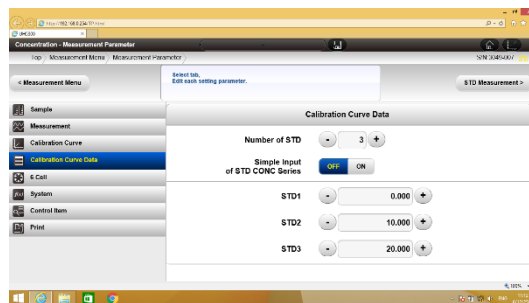 Concentration - Measurement Parameter
Top Measurement Menu Measurement Parameter
< Measurement Menu
Select tab,
Edit each setting parameter.
STD Measurement >
Sample
Measurement
Calibration Curve
Calibration Curve Data
6 Cell
System
Control Item
Print
Calibration Curve Data
Number of STD - 3 +
Simple Input
of STD CONC Series
OFF ON
STD1 - 0.000 +
STD2 - 10.000 +
STD3 - 20.000 +